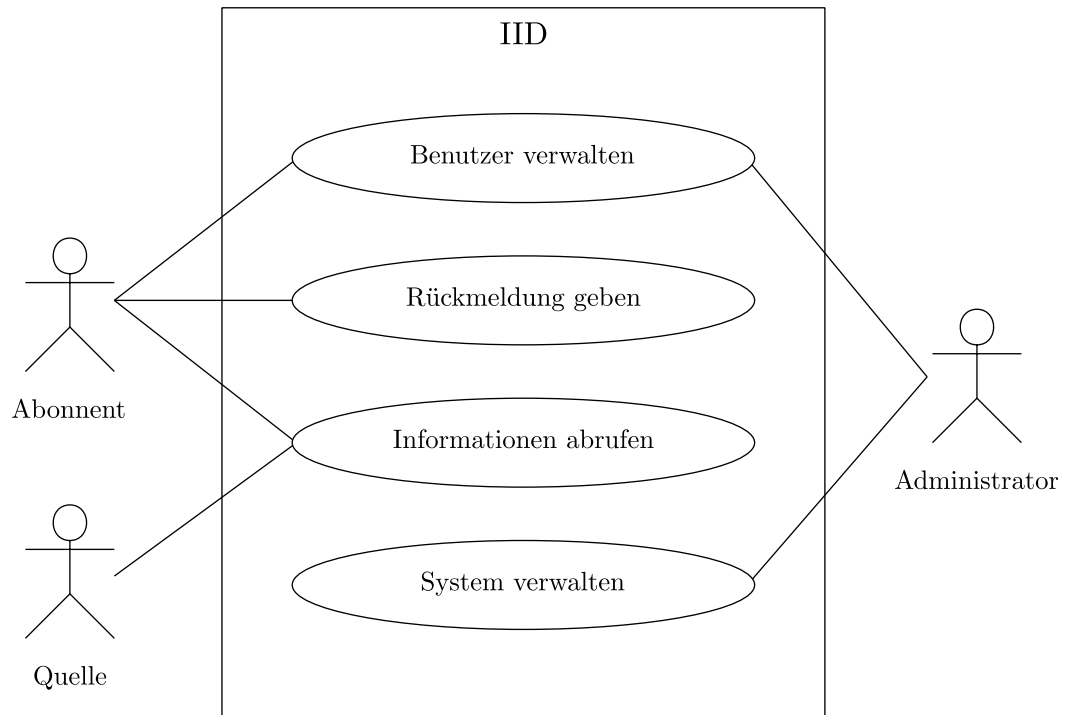 IID
Benutzer verwalten
Rückmeldung geben
Abonnent
Informationen abrufen
Administrator
System verwalten
Quelle